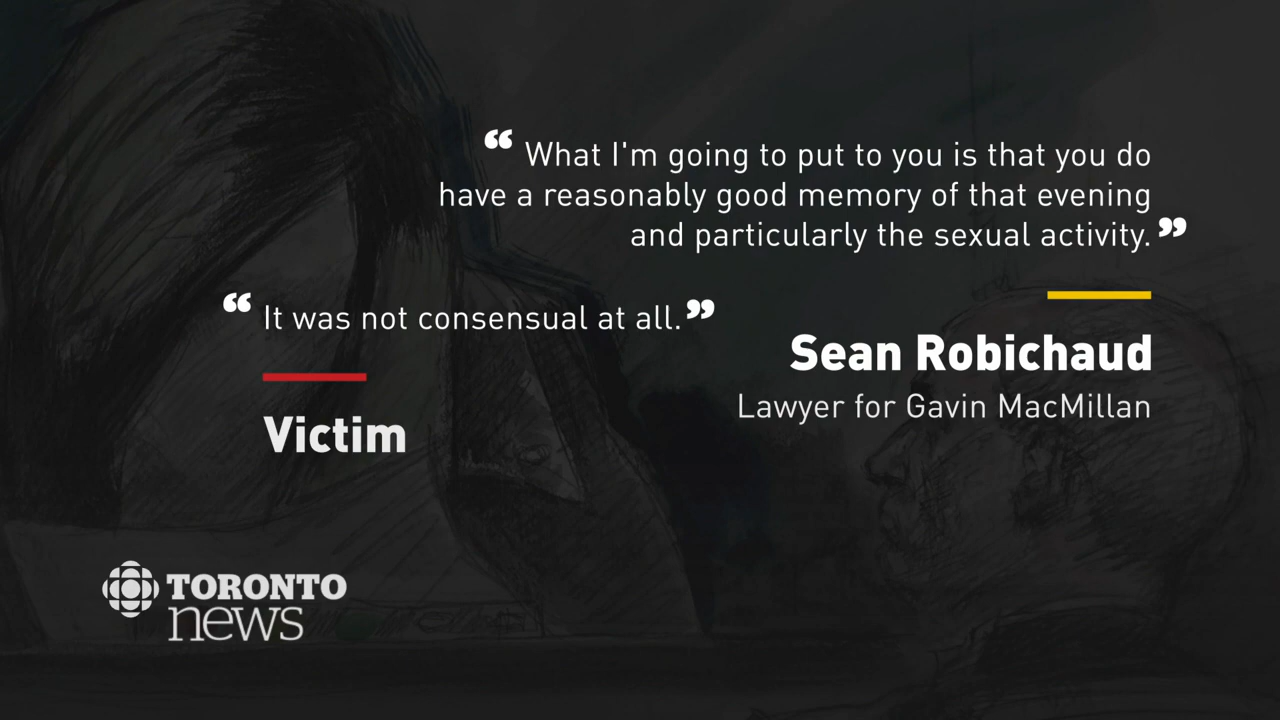 “ What I'm going to put to you is that you do
have a reasonably good memory of that evening
and particularly the sexual activity. ”
Sean Robichaud
Lawyer for Gavin MacMillan
“ It was not consensual at all. ”
Victim
TORONTO
news